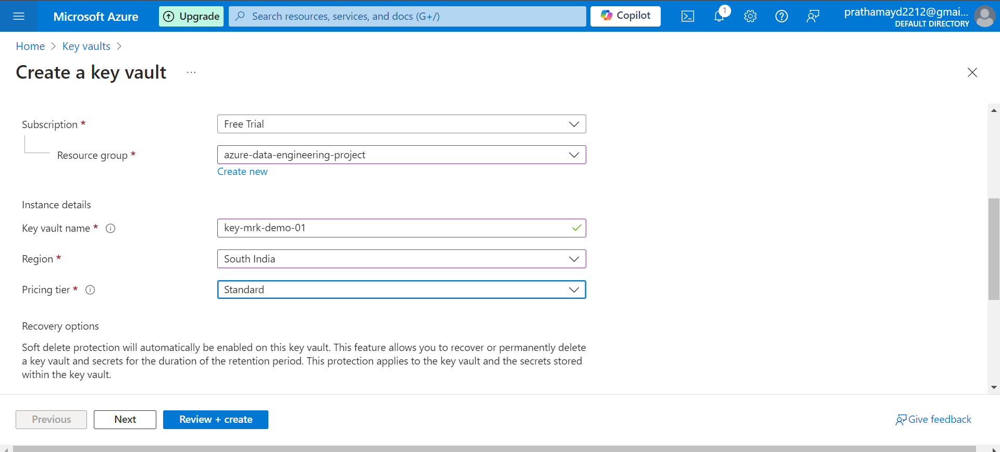 Microsoft Azure
Upgrade
Search resources, services, and docs (G+/)
Copilot
1
prathamayd2212@gmai...
DEFAULT DIRECTORY
Home > Key vaults >
Create a key vault ...
Subscription *
Free Trial
Resource group *
azure-data-engineering-project
Create new
Instance details
Key vault name *
key-mrk-demo-01
Region *
South India
Pricing tier *
Standard
Recovery options
Soft delete protection will automatically be enabled on this key vault. This feature allows you to recover or permanently delete
a key vault and secrets for the duration of the retention period. This protection applies to the key vault and the secrets stored
within the key vault.
Previous
Next
Review + create
Give feedback